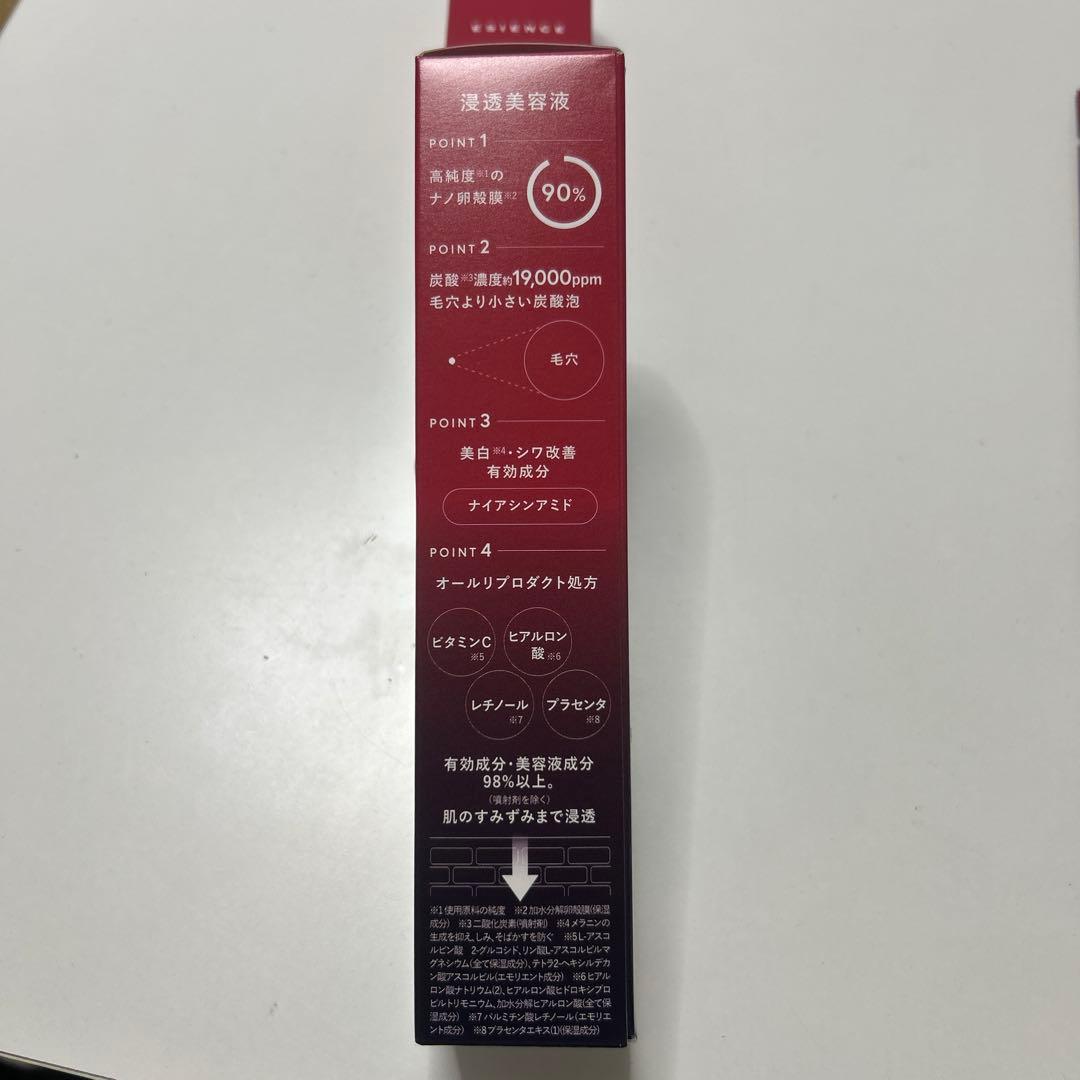 ESIENCE
浸透美容液
POINT 1
高純度※1の
ナノ卵殻膜※2
90%
POINT 2
炭酸※3濃度約19,000ppm
毛穴より小さい炭酸泡
毛穴
POINT 3
美白※4・シワ改善
有効成分
ナイアシンアミド
POINT 4
オールリプロダクト処方
ビタミンC※5
ヒアルロン酸※6
レチノール※7
プラセンタ※8
有効成分・美容液成分
98%以上。
(噴射剤を除く)
肌のすみずみまで浸透
※1使用原料の純度 ※2加水分解卵殻膜(保湿
成分) ※3二酸化炭素(噴射剤) ※4メラニンの
生成を抑え、しみ、そばかすを防ぐ ※5L-アスコ
ルビン酸 2-グルコシド、リン酸L-アスコルビルマ
グネシウム(全て保湿成分)、テトラ2-ヘキシルデカ
ン酸アスコルビル(エモリエント成分) ※6ヒアル
ロン酸ナトリウム(2)、ヒアルロン酸ヒドロキシプロ
ピルトリモニウム、加水分解ヒアルロン酸(全て保
湿成分) ※7パルミチン酸レチノール(エモリエ
ント成分) ※8プラセンタエキス(1)(保湿成分)